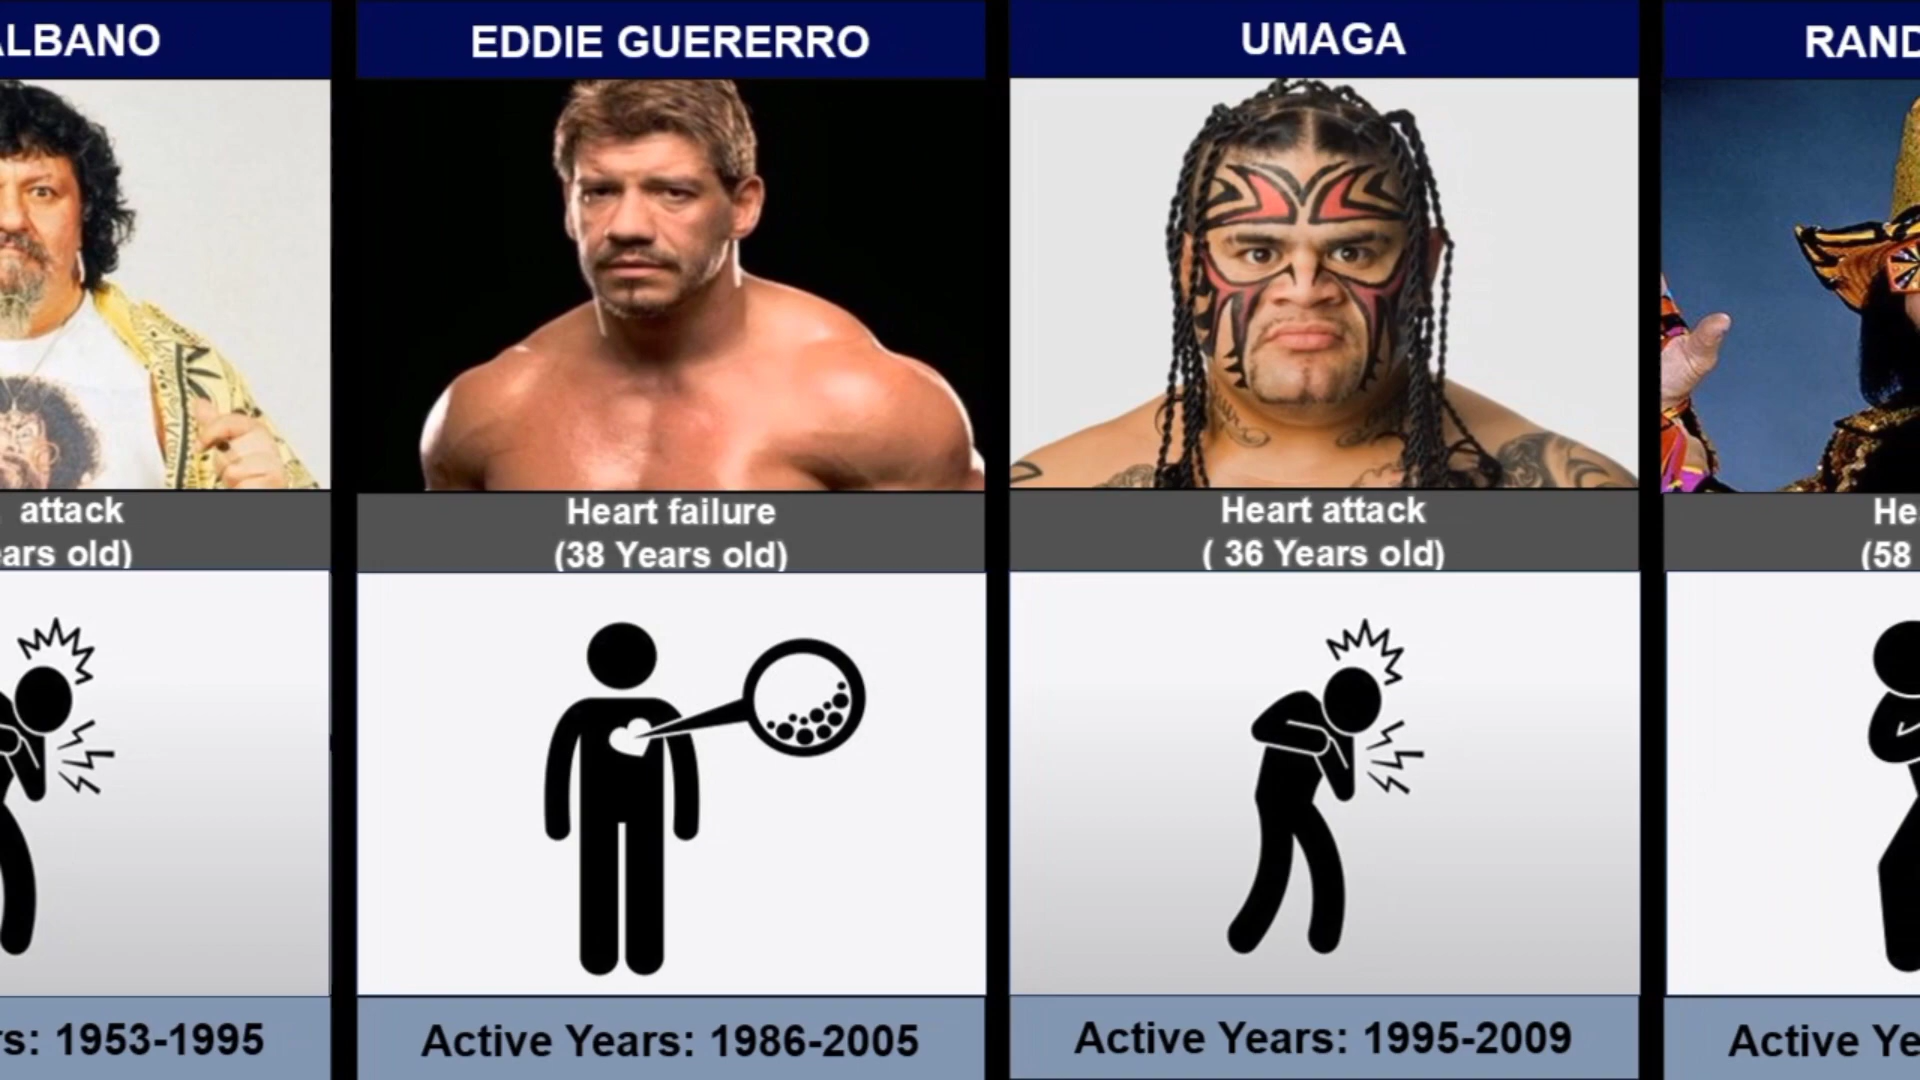 ALBANO
EDDIE GUERERRO
UMAGA
RAND
attack
ars old)
Heart failure
(38 Years old)
Heart attack
( 36 Years old)
He
(58
rs: 1953-1995
Active Years: 1986-2005
Active Years: 1995-2009
Active Ye